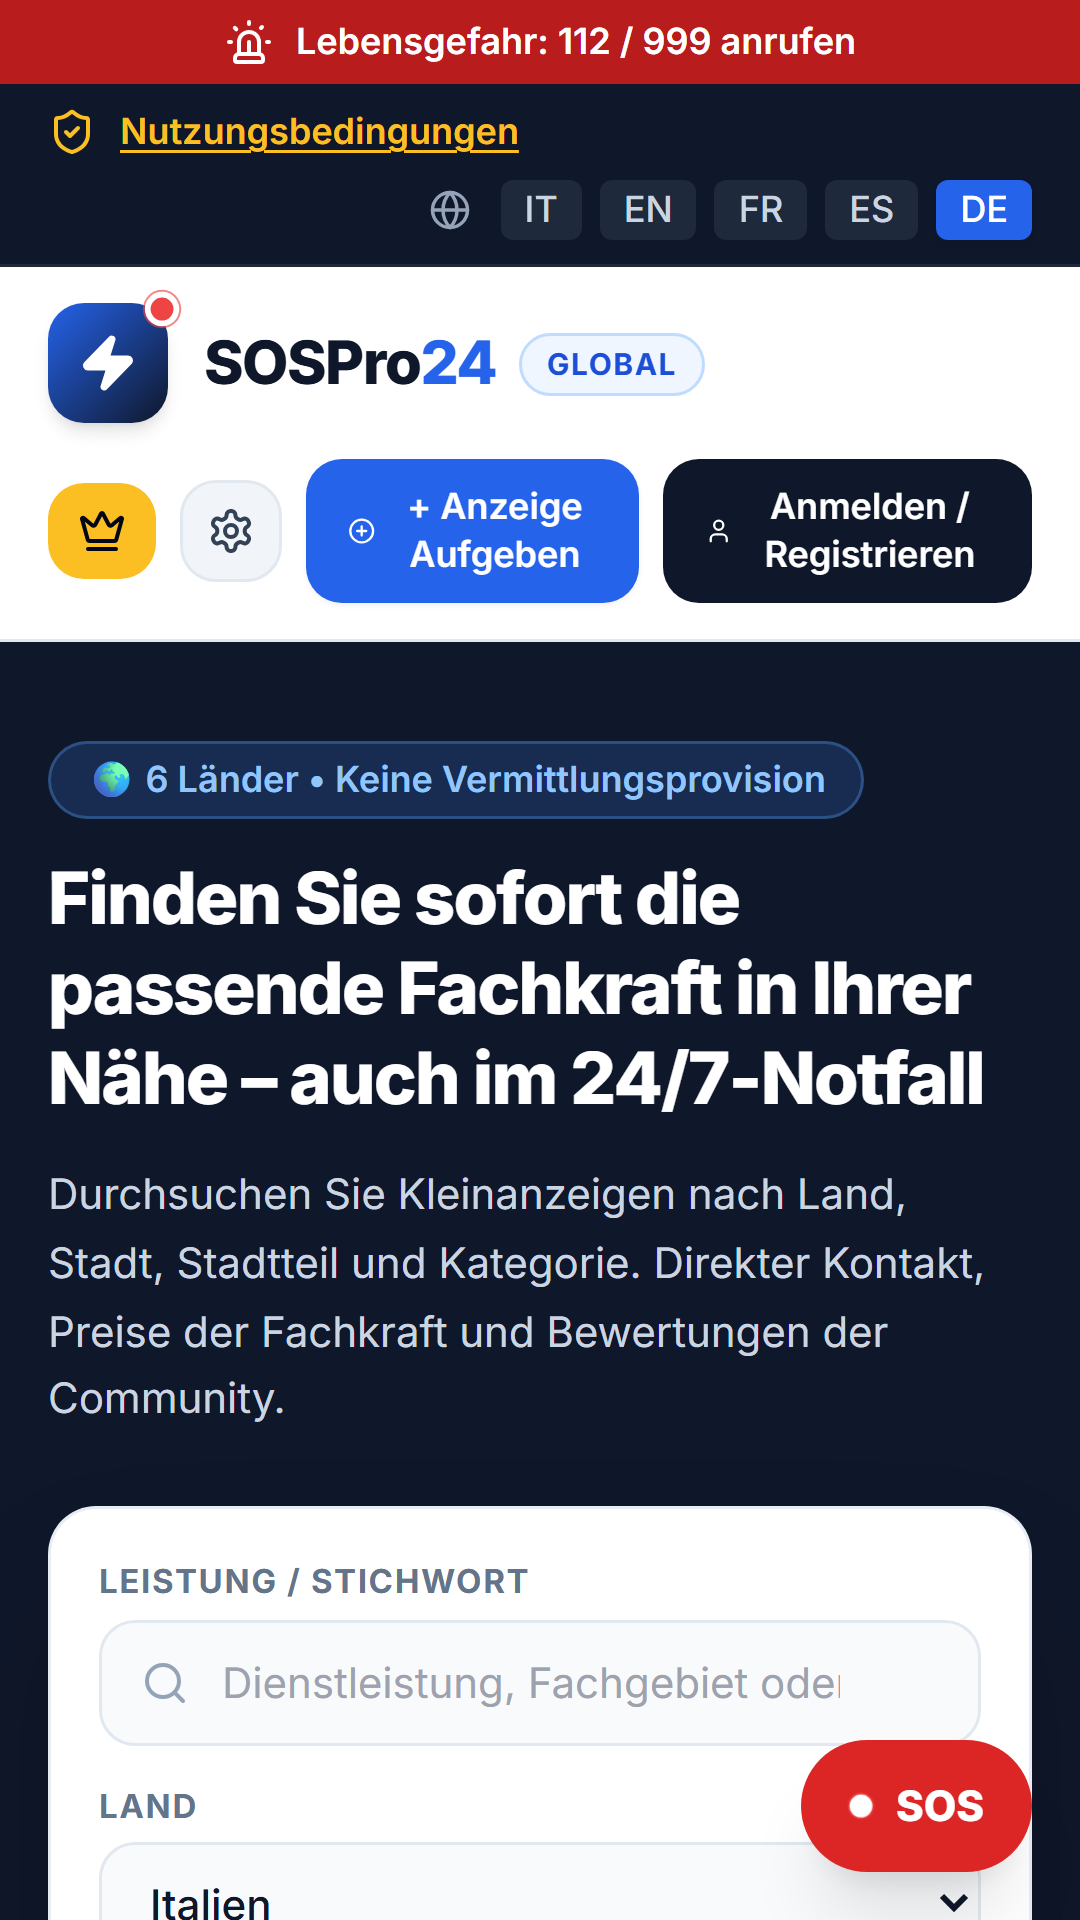 Lebensgefahr: 112 / 999 anrufen
Nutzungsbedingungen
IT EN FR ES DE
SOSPro24 GLOBAL
+ Anzeige Aufgeben
Anmelden / Registrieren
6 Länder • Keine Vermittlungsprovision
Finden Sie sofort die
passende Fachkraft in Ihrer
Nähe – auch im 24/7-Notfall
Durchsuchen Sie Kleinanzeigen nach Land,
Stadt, Stadtteil und Kategorie. Direkter Kontakt,
Preise der Fachkraft und Bewertungen der
Community.
LEISTUNG / STICHWORT
Dienstleistung, Fachgebiet oder
LAND
SOS
Italien